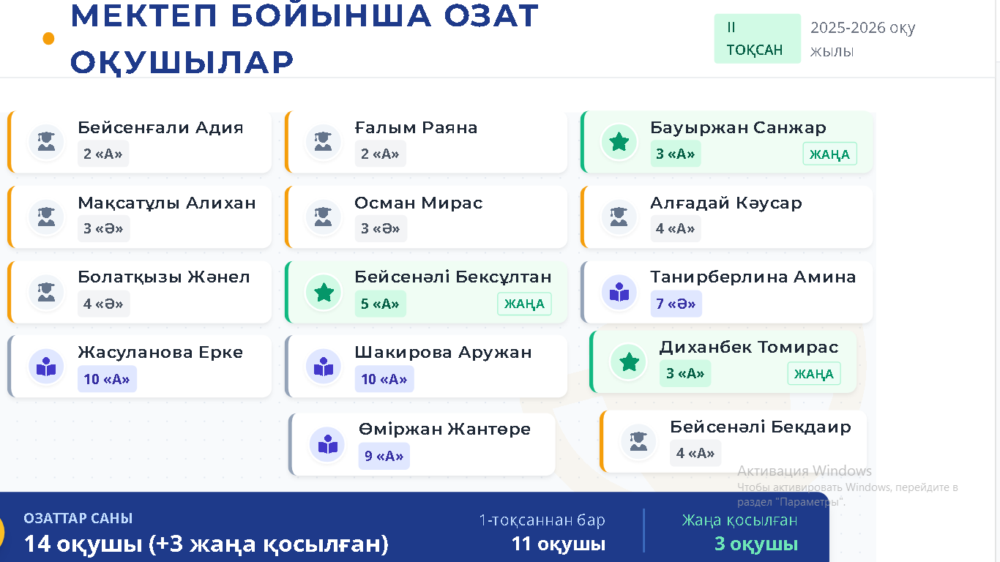 МЕКТЕП БОЙЫНША ОЗАТ
ОҚУШЫЛАР
II
ТОҚСАН
2025-2026 оқу
жылы
Бейсенғали Адия
2 «А»
Ғалым Раяна
2 «А»
Бауыржан Санжар
3 «А»
ЖАҢА
Мақсатұлы Алихан
3 «Ә»
Осман Мирас
3 «Ә»
Алғадай Кәусар
4 «А»
Болатқызы Жәнел
4 «Ә»
Бейсенәлі Бексұлтан
5 «А»
ЖАҢА
Танирберлина Амина
7 «Ә»
Жасуланова Ерке
10 «А»
Шакирова Аружан
10 «А»
Диханбек Томирас
3 «А»
ЖАҢА
Өміржан Жантөре
9 «А»
Бейсенәлі Бекдаир
4 «А»
Активация Windows
Чтобы активировать Windows, перейдите в
раздел "Параметры".
ОЗАТТАР САНЫ
14 оқушы (+3 жаңа қосылған)
1-тоқсаннан бар
11 оқушы
Жаңа қосылған
3 оқушы